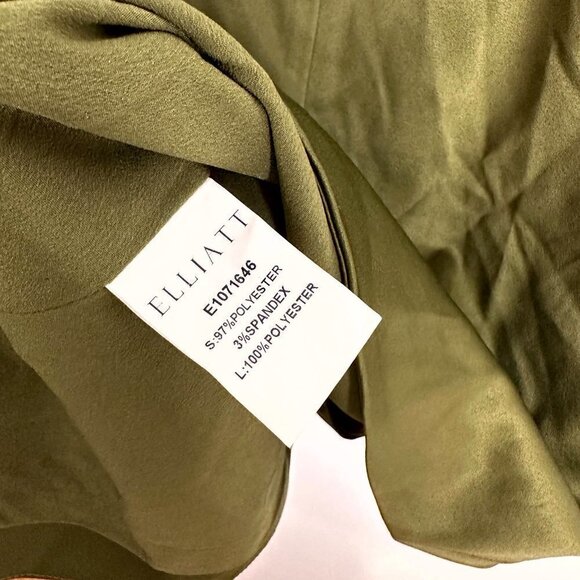 ELLIATT
E1071646
S:97%POLYESTER
3%SPANDEX
L:100%POLYESTER